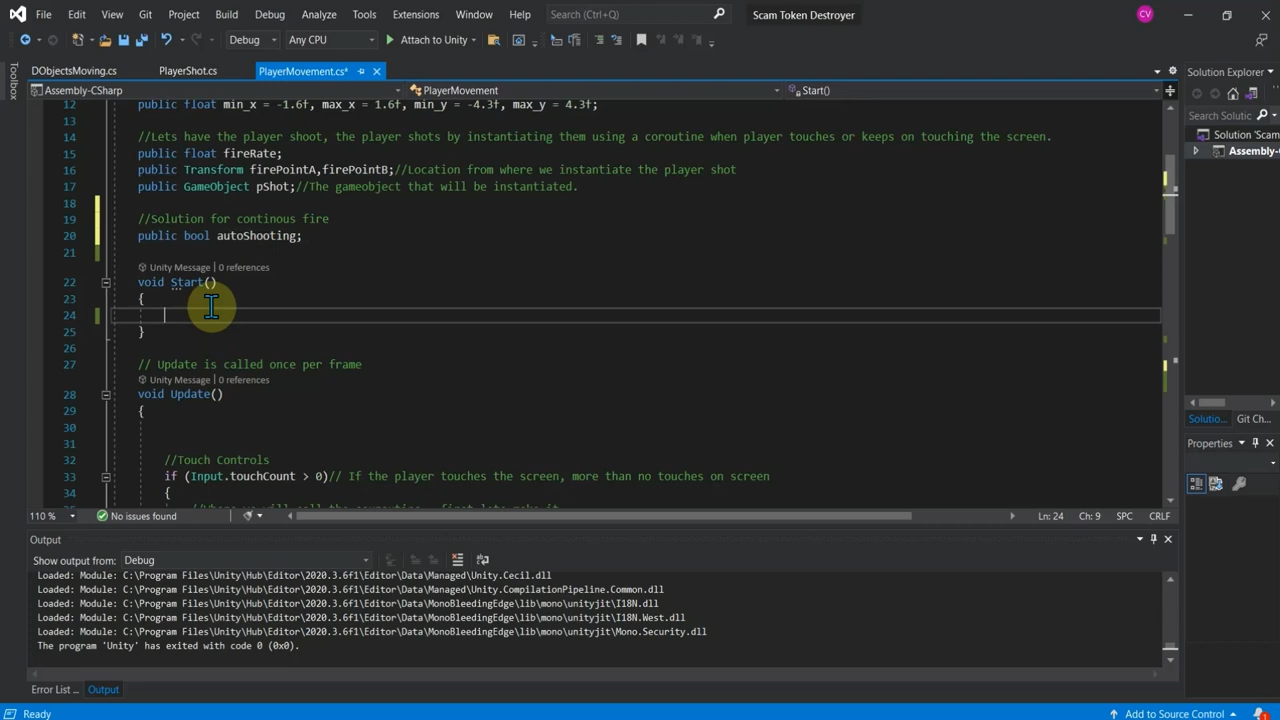 File Edit View Git Project Build Debug Analyze Tools Extensions Window Help Search (Ctrl+Q) Scam Token Destroyer CV
Debug Any CPU Attach to Unity
Toolbox
DObjectsMoving.cs PlayerShot.cs PlayerMovement.cs*
Assembly-CSharp PlayerMovement Start()
12 public float min_x = -1.6f, max_x = 1.6f, min_y = -4.3f, max_y = 4.3f;
13
14 //Lets have the player shoot, the player shots by instantiating them using a coroutine when player touches or keeps on touching the screen.
15 public float fireRate;
16 public Transform firePointA,firePointB;//Location from where we instantiate the player shot
17 public GameObject pShot;//The gameobject that will be instantiated.
18
19 //Solution for continous fire
20 public bool autoShooting;
21
Unity Message | 0 references
22 void Start()
23 {
24
25 }
26
27 // Update is called once per frame
Unity Message | 0 references
28 void Update()
29 {
30
31
32 //Touch Controls
33 if (Input.touchCount > 0)// If the player touches the screen, more than no touches on screen
34 {
110 % No issues found Ln: 24 Ch: 9 SPC CRLF
Output
Show output from: Debug
Loaded: Module: C:\Program Files\Unity\Hub\Editor\2020.3.6f1\Editor\Data\Managed\Unity.Cecil.dll
Loaded: Module: C:\Program Files\Unity\Hub\Editor\2020.3.6f1\Editor\Data\Managed\Unity.CompilationPipeline.Common.dll
Loaded: Module: C:\Program Files\Unity\Hub\Editor\2020.3.6f1\Editor\Data\MonoBleedingEdge\lib\mono\unityjit\I18N.dll
Loaded: Module: C:\Program Files\Unity\Hub\Editor\2020.3.6f1\Editor\Data\MonoBleedingEdge\lib\mono\unityjit\I18N.West.dll
Loaded: Module: C:\Program Files\Unity\Hub\Editor\2020.3.6f1\Editor\Data\MonoBleedingEdge\lib\mono\unityjit\Mono.Security.dll
The program 'Unity' has exited with code 0 (0x0).
Error List ... Output
Solution Explorer
Search Solutic
Solution 'Scam
Assembly-C
Solutio... Git Ch...
Properties
Ready Add to Source Control